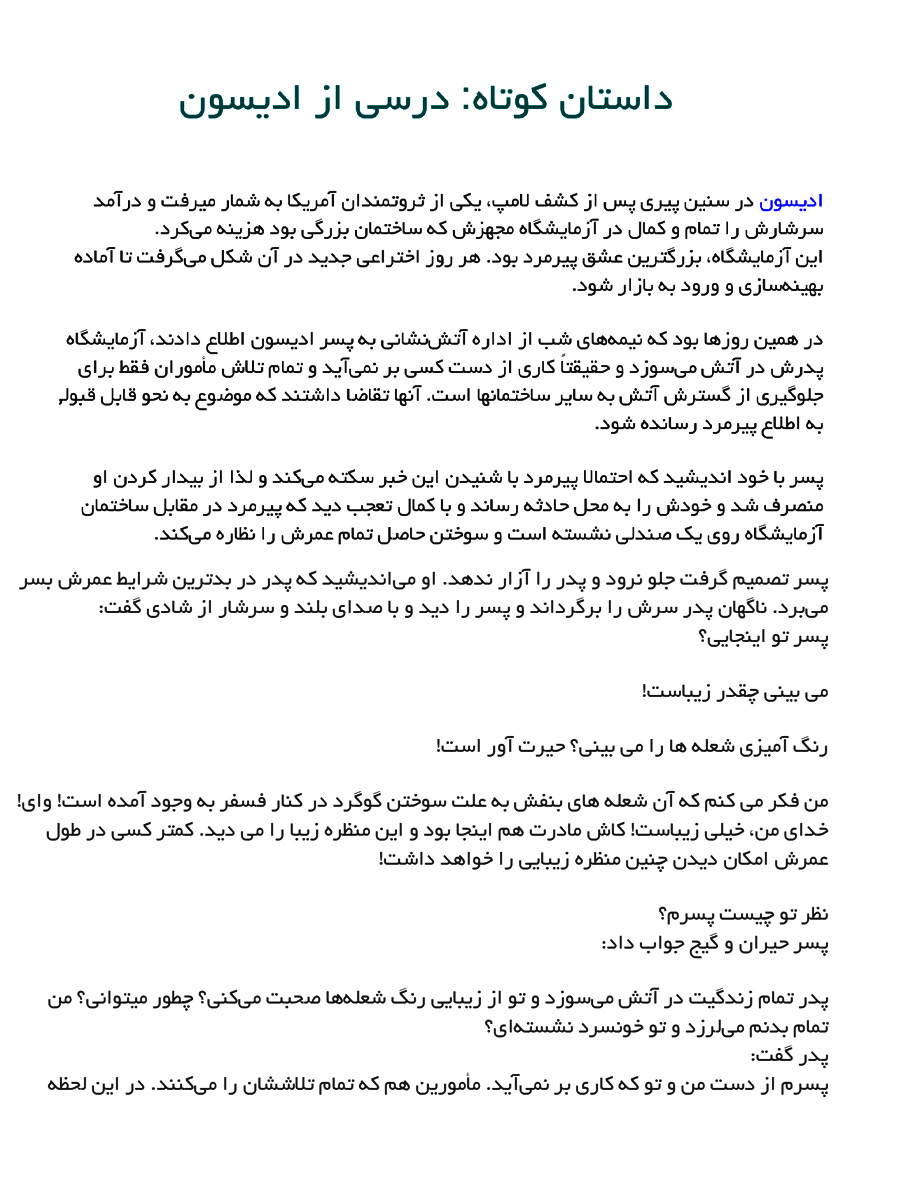 داستان کوتاه: درسی از ادیسون
ادیسون در سنین پیری پس از کشف لامپ، یکی از ثروتمندان آمریکا به شمار میرفت و درآمد
سرشارش را تمام و کمال در آزمایشگاه مجهزش که ساختمان بزرگی بود هزینه می‌کرد.
این آزمایشگاه، بزرگترین عشق پیرمرد بود. هر روز اختراعی جدید در آن شکل می‌گرفت تا آماده
بهینه‌سازی و ورود به بازار شود.
در همین روزها بود که نیمه‌های شب از اداره آتش‌نشانی به پسر ادیسون اطلاع دادند، آزمایشگاه
پدرش در آتش می‌سوزد و حقیقتاً کاری از دست کسی بر نمی‌آید و تمام تلاش مأموران فقط برای
جلوگیری از گسترش آتش به سایر ساختمانها است. آنها تقاضا داشتند که موضوع به نحو قابل قبولی
به اطلاع پیرمرد رسانده شود.
پسر با خود اندیشید که احتمالا پیرمرد با شنیدن این خبر سکته می‌کند و لذا از بیدار کردن او
منصرف شد و خودش را به محل حادثه رساند و با کمال تعجب دید که پیرمرد در مقابل ساختمان
آزمایشگاه روی یک صندلی نشسته است و سوختن حاصل تمام عمرش را نظاره می‌کند.
پسر تصمیم گرفت جلو نرود و پدر را آزار ندهد. او می‌اندیشید که پدر در بدترین شرایط عمرش بسر
می‌برد. ناگهان پدر سرش را برگرداند و پسر را دید و با صدای بلند و سرشار از شادی گفت:
پسر تو اینجایی؟
می بینی چقدر زیباست!
رنگ آمیزی شعله ها را می بینی؟ حیرت آور است!
من فکر می کنم که آن شعله های بنفش به علت سوختن گوگرد در کنار فسفر به وجود آمده است! وای!
خدای من، خیلی زیباست! کاش مادرت هم اینجا بود و این منظره زیبا را می دید. کمتر کسی در طول
عمرش امکان دیدن چنین منظره زیبایی را خواهد داشت!
نظر تو چیست پسرم؟
پسر حیران و گیج جواب داد:
پدر تمام زندگیت در آتش می‌سوزد و تو از زیبایی رنگ شعله‌ها صحبت می‌کنی؟ چطور میتوانی؟ من
تمام بدنم می‌لرزد و تو خونسرد نشسته‌ای؟
پدر گفت:
پسرم از دست من و تو که کاری بر نمی‌آید. مأمورین هم که تمام تلاششان را می‌کنند. در این لحظه